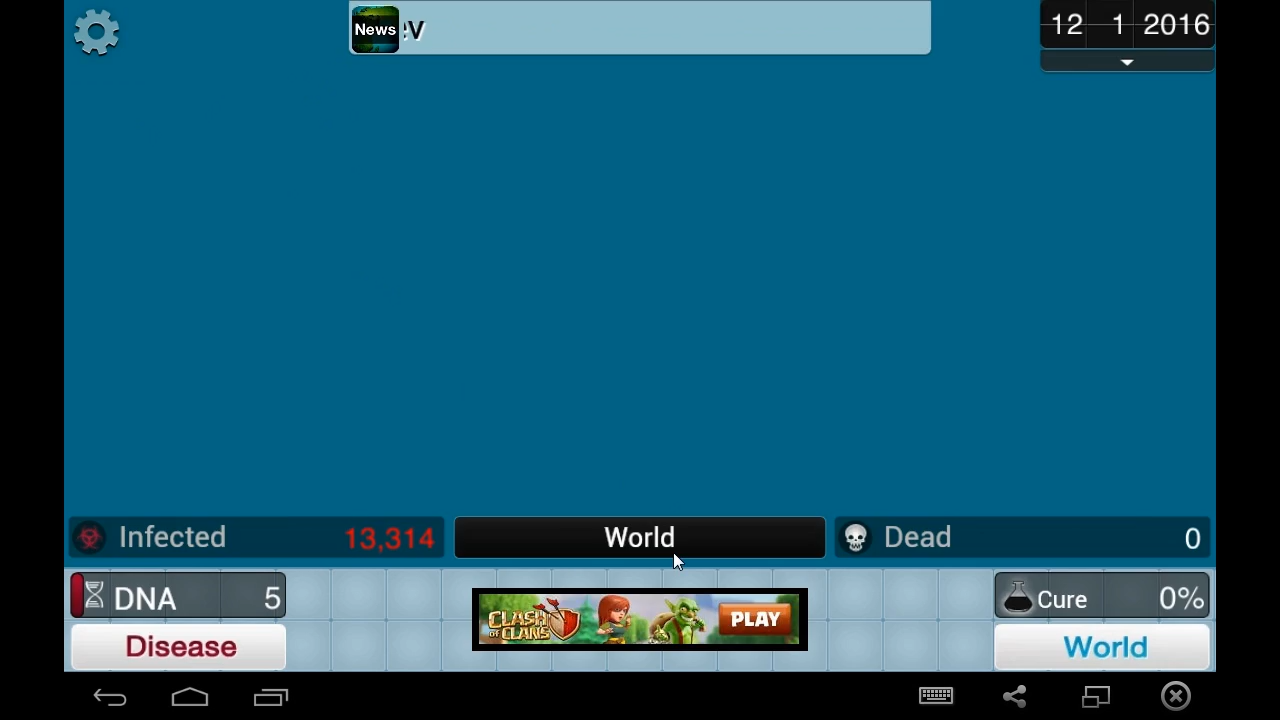 News
12 1 2016
Infected 13,314
World
Dead 0
DNA 5
CLASH
OF CLANS
PLAY
Cure 0%
Disease
World